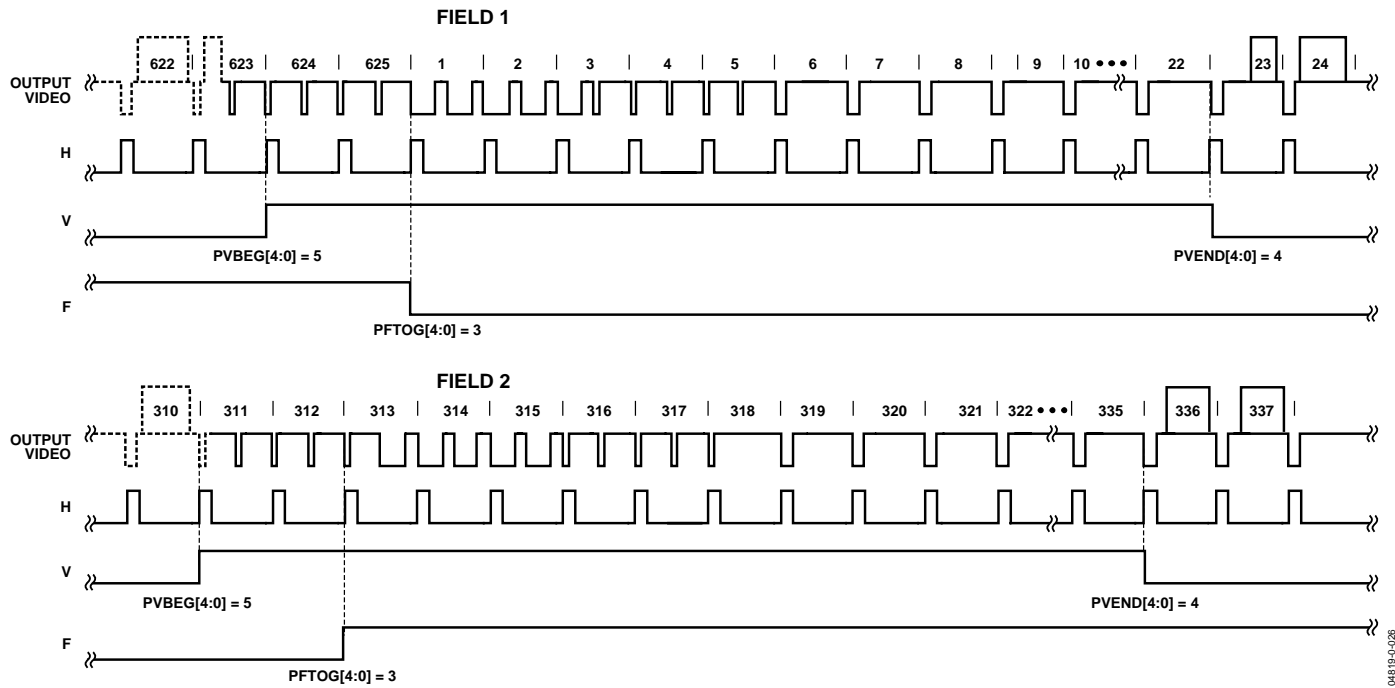 FIELD 1
622 623 624 625 1 2 3 4 5 6 7 8 9 10 ••• 22 23 24
OUTPUT
VIDEO
H
V
PVBEG[4:0] = 5 PVEND[4:0] = 4
F
PFTOG[4:0] = 3
FIELD 2
310 311 312 313 314 315 316 317 318 319 320 321 322 ••• 335 336 337
OUTPUT
VIDEO
H
V
PVBEG[4:0] = 5 PVEND[4:0] = 4
F
PFTOG[4:0] = 3
04819-0-026